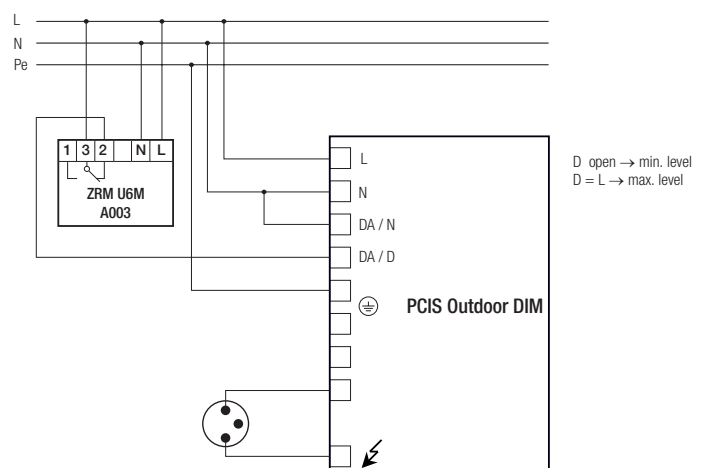 L
N
Pe
1 3 2 N L
ZRM U6M
A003
L
N
DA / N
DA / D
PCIS Outdoor DIM
D open → min. level
D = L → max. level